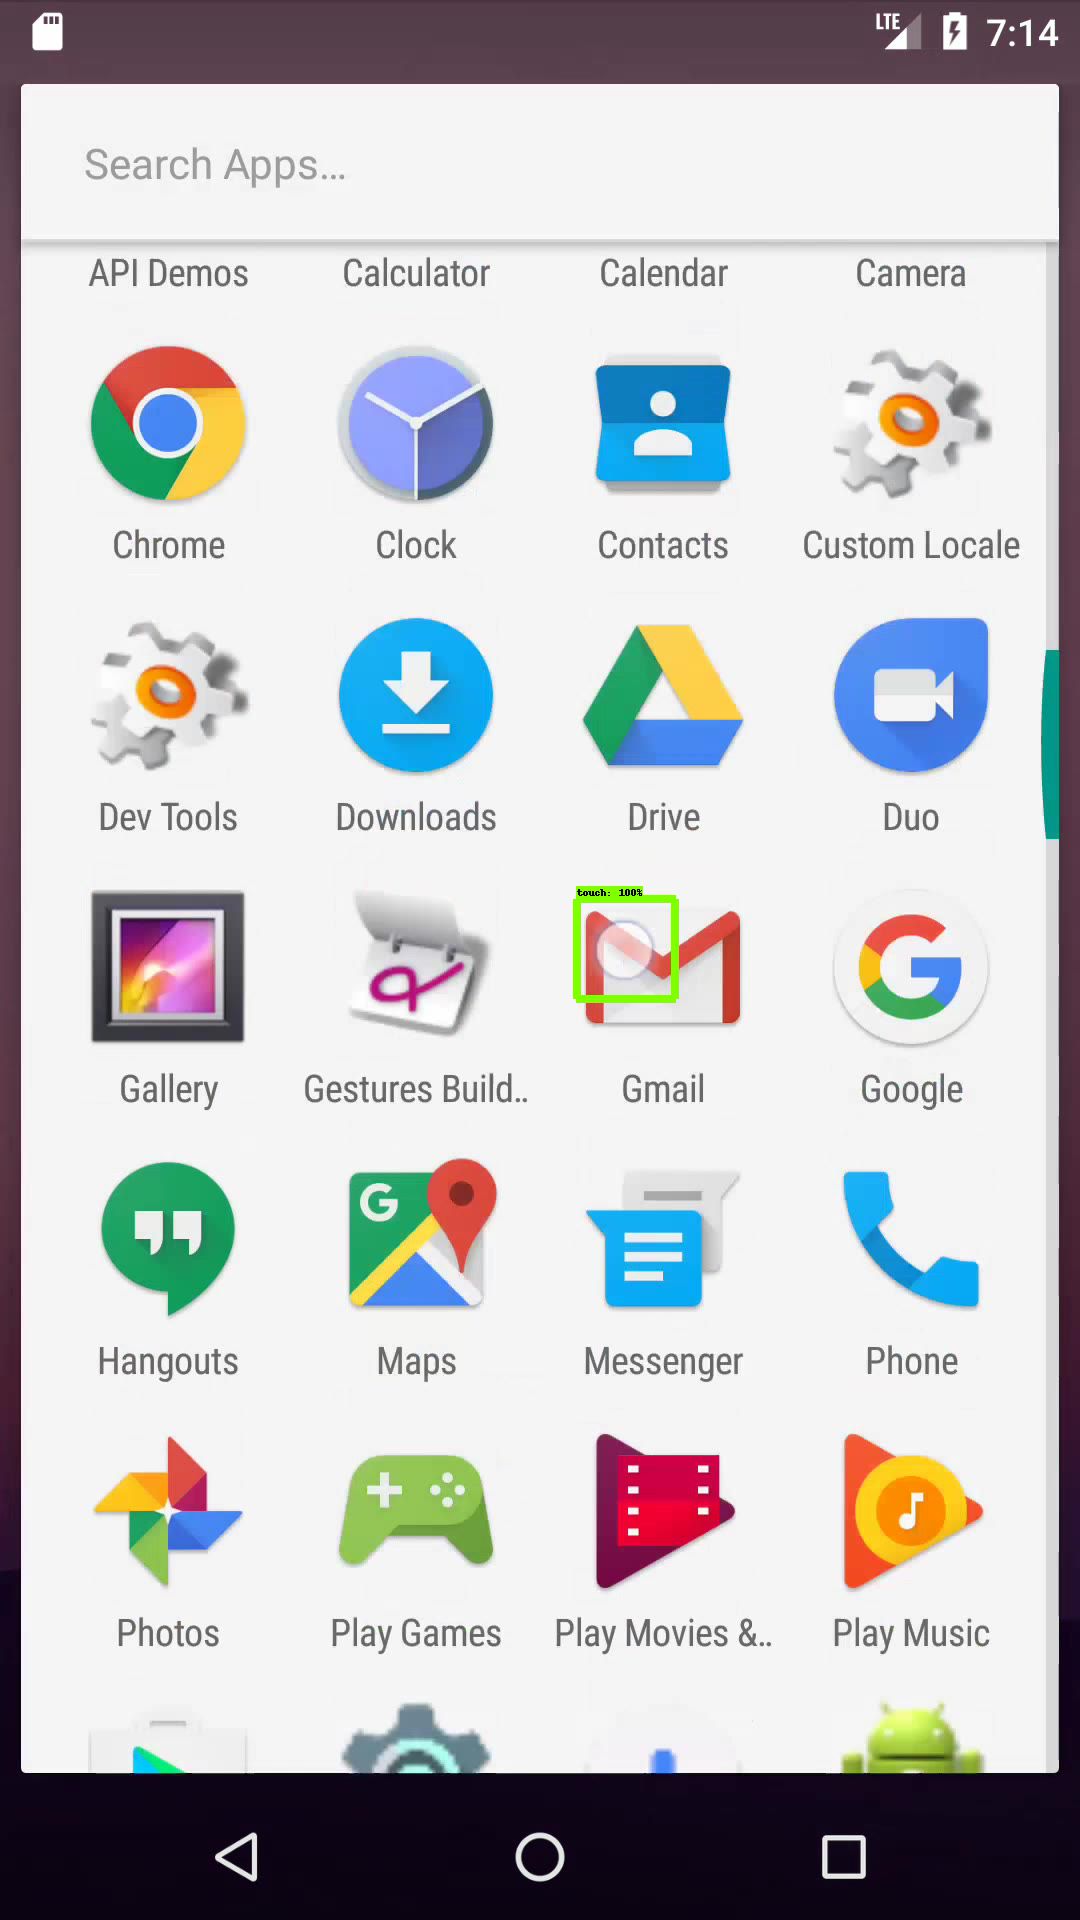 LTE 7:14
Search Apps...
API Demos Calculator Calendar Camera
Chrome Clock Contacts Custom Locale
Dev Tools Downloads Drive Duo
touch: 100%
Gallery Gestures Build.. Gmail Google
G
Hangouts Maps Messenger Phone
Photos Play Games Play Movies &.. Play Music